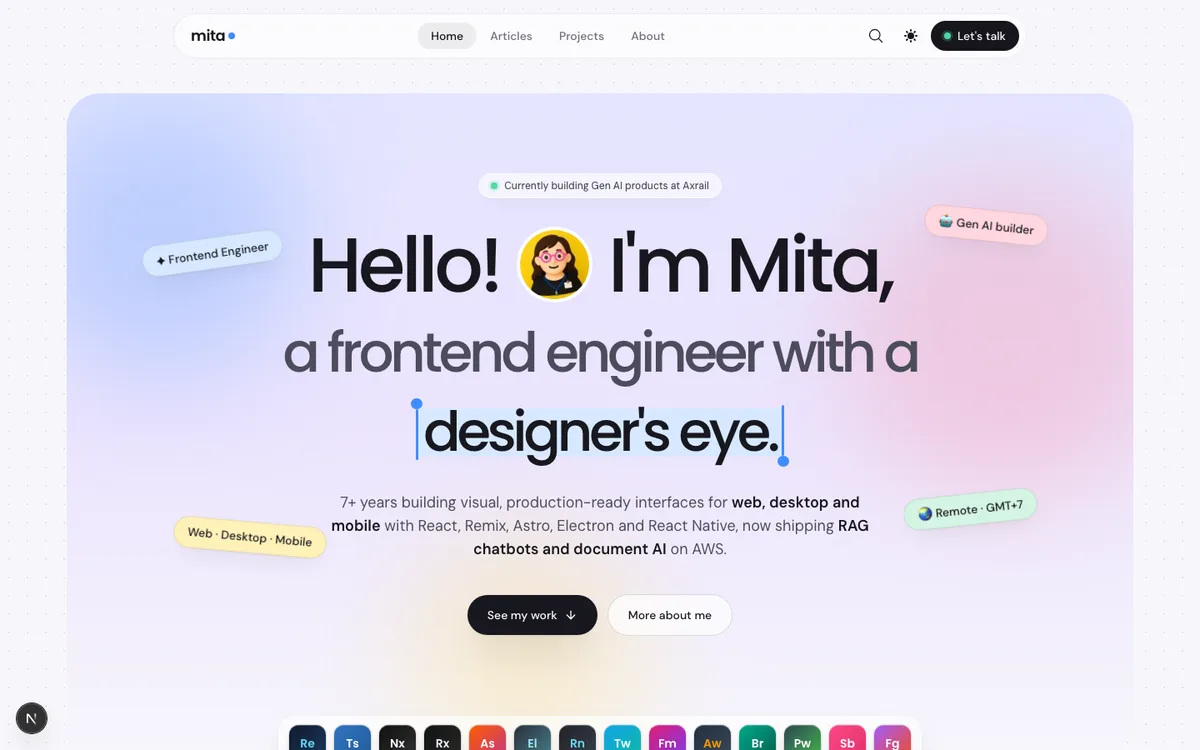 mita
Home
Articles
Projects
About
Let's talk
Currently building Gen AI products at Axrail
✦ Frontend Engineer
🤖 Gen AI builder
Hello! I'm Mita,
a frontend engineer with a
designer's eye.
7+ years building visual, production-ready interfaces for web, desktop and
mobile with React, Remix, Astro, Electron and React Native, now shipping RAG
chatbots and document AI on AWS.
Web · Desktop · Mobile
🌏 Remote · GMT+7
See my work ↓
More about me
N
Re
Ts
Nx
Rx
As
El
Rn
Tw
Fm
Aw
Br
Pw
Sb
Fg